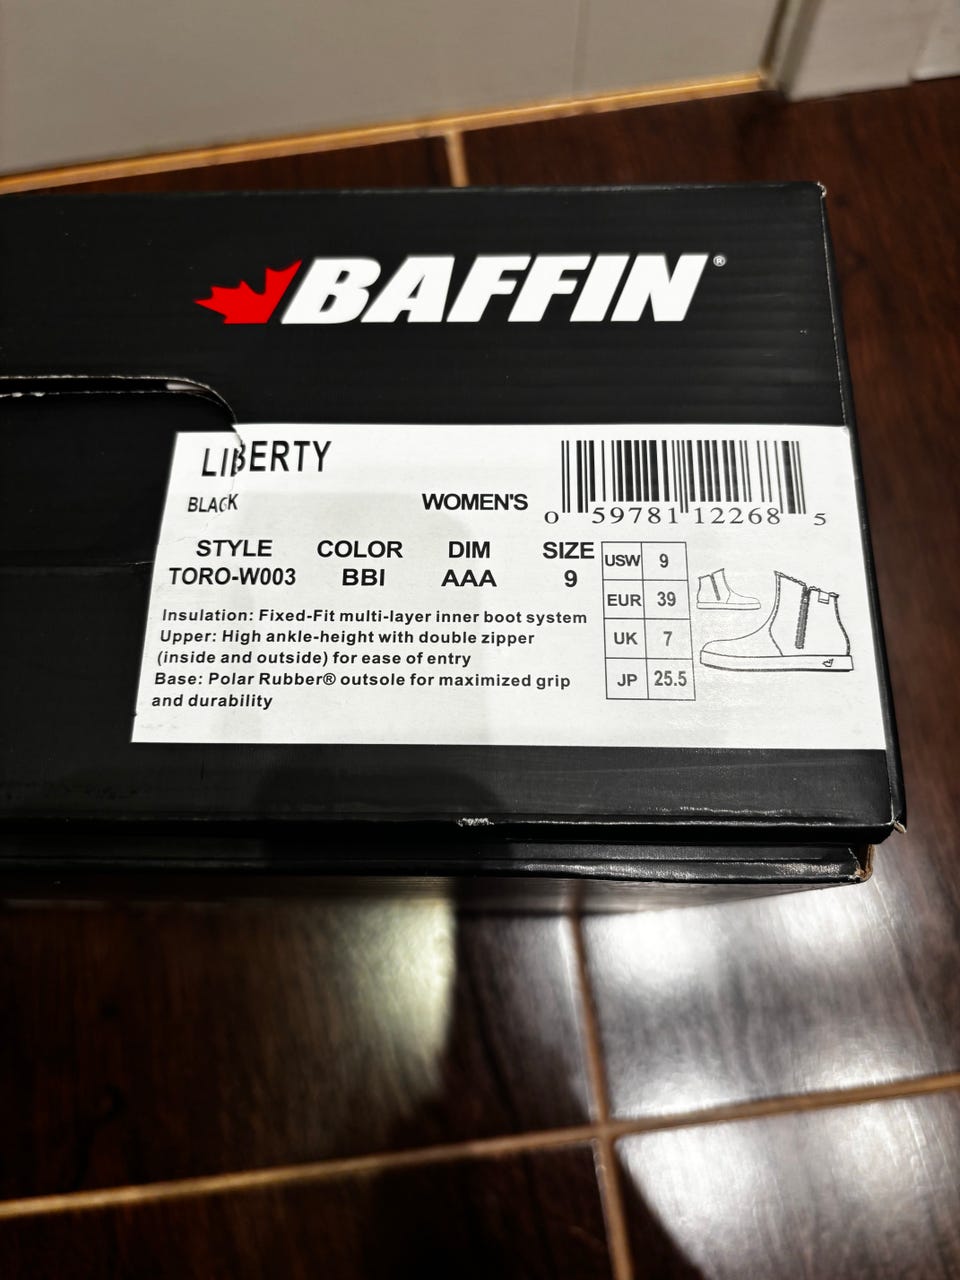 BAFFIN®
LIBERTY
BLACK
WOMEN'S
0 59781 12268 5
STYLE COLOR DIM SIZE
TORO-W003 BBI AAA 9
USW 9
EUR 39
UK 7
JP 25.5
Insulation: Fixed-Fit multi-layer inner boot system
Upper: High ankle-height with double zipper
(inside and outside) for ease of entry
Base: Polar Rubber® outsole for maximized grip
and durability